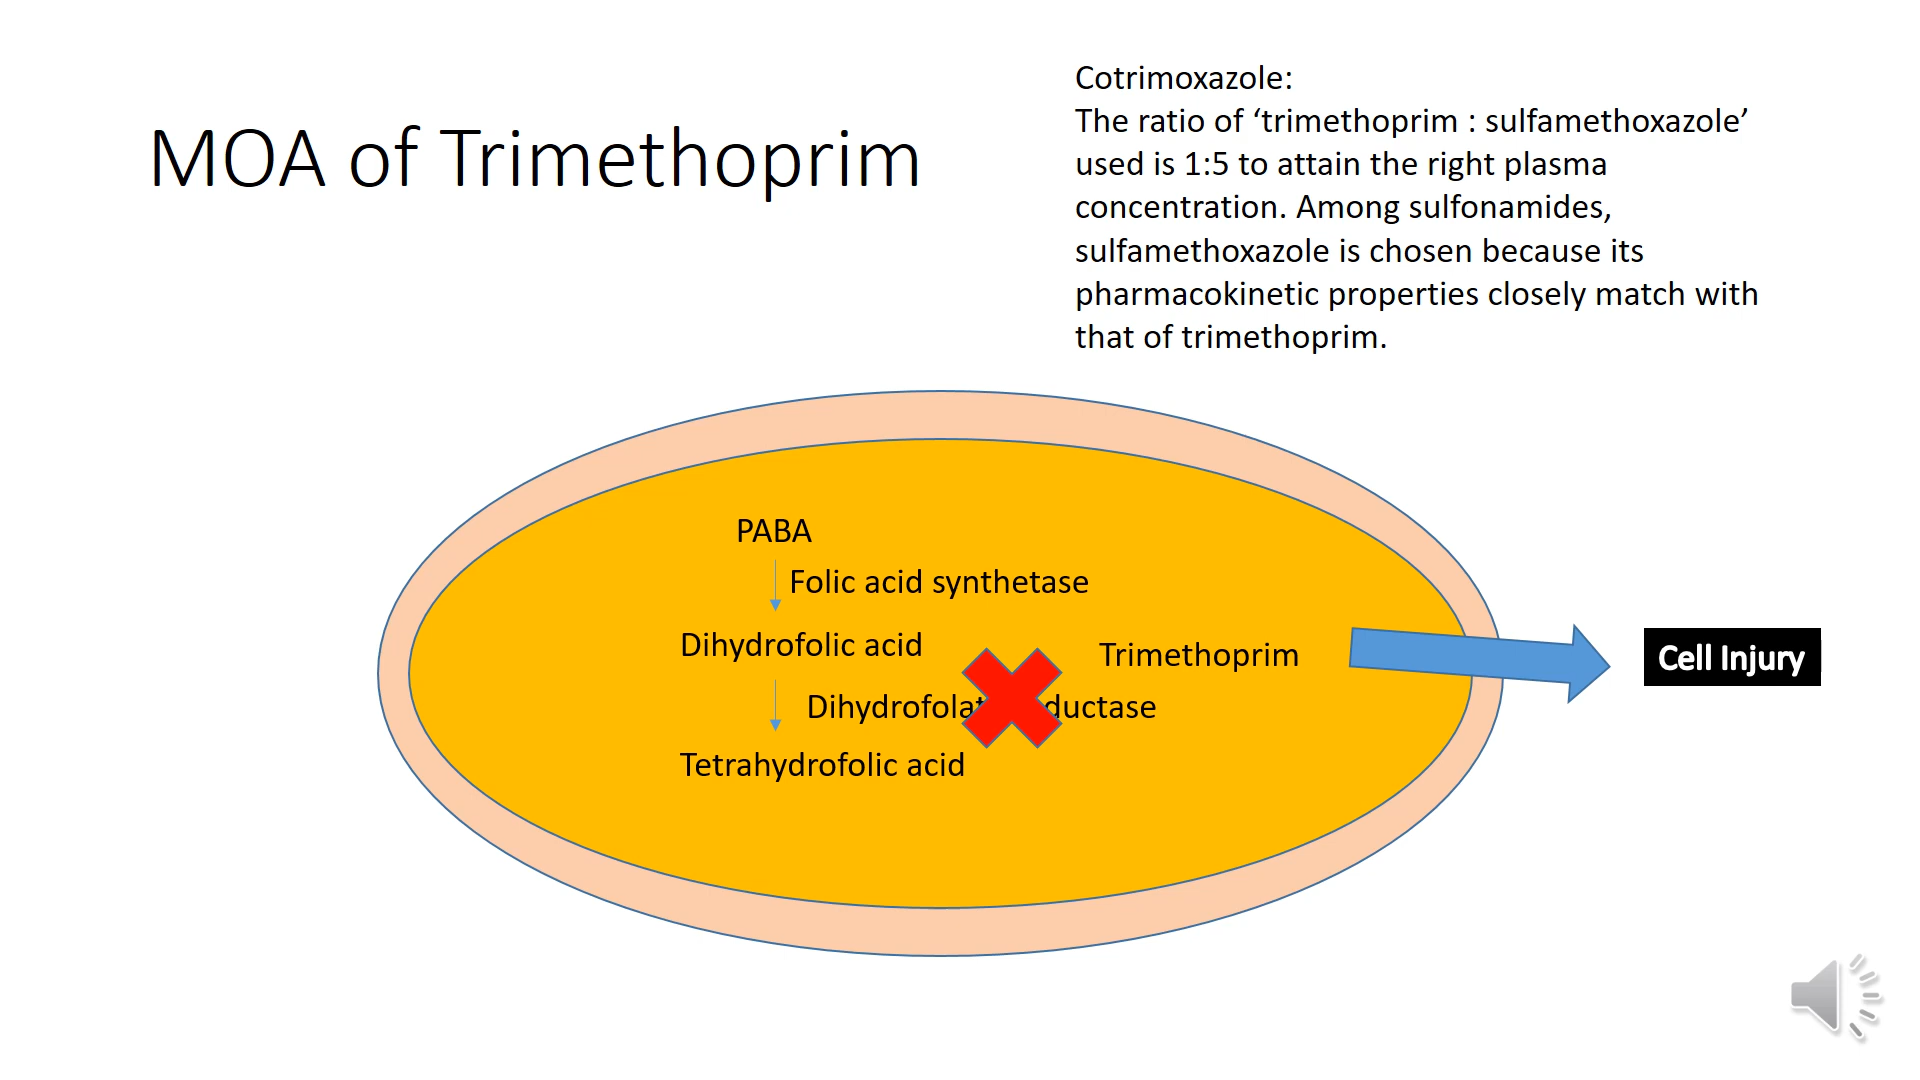 MOA of Trimethoprim
Cotrimoxazole:
The ratio of ‘trimethoprim : sulfamethoxazole’
used is 1:5 to attain the right plasma
concentration. Among sulfonamides,
sulfamethoxazole is chosen because its
pharmacokinetic properties closely match with
that of trimethoprim.
PABA
Folic acid synthetase
Dihydrofolic acid
Trimethoprim
Cell Injury
Tetrahydrofolic acid